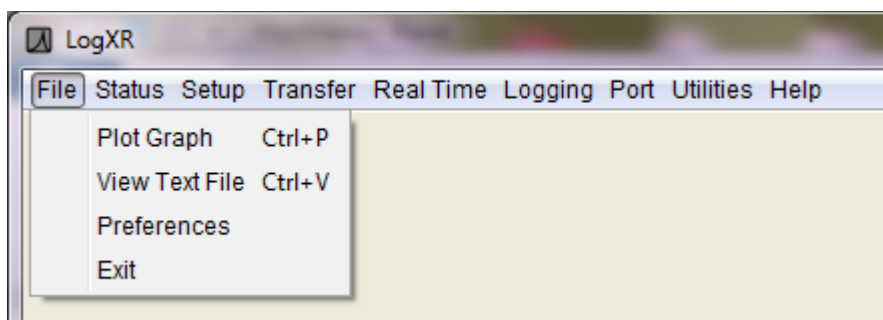 LogXR
File Status Setup Transfer Real Time Logging Port Utilities Help
Plot Graph Ctrl+P
View Text File Ctrl+V
Preferences
Exit